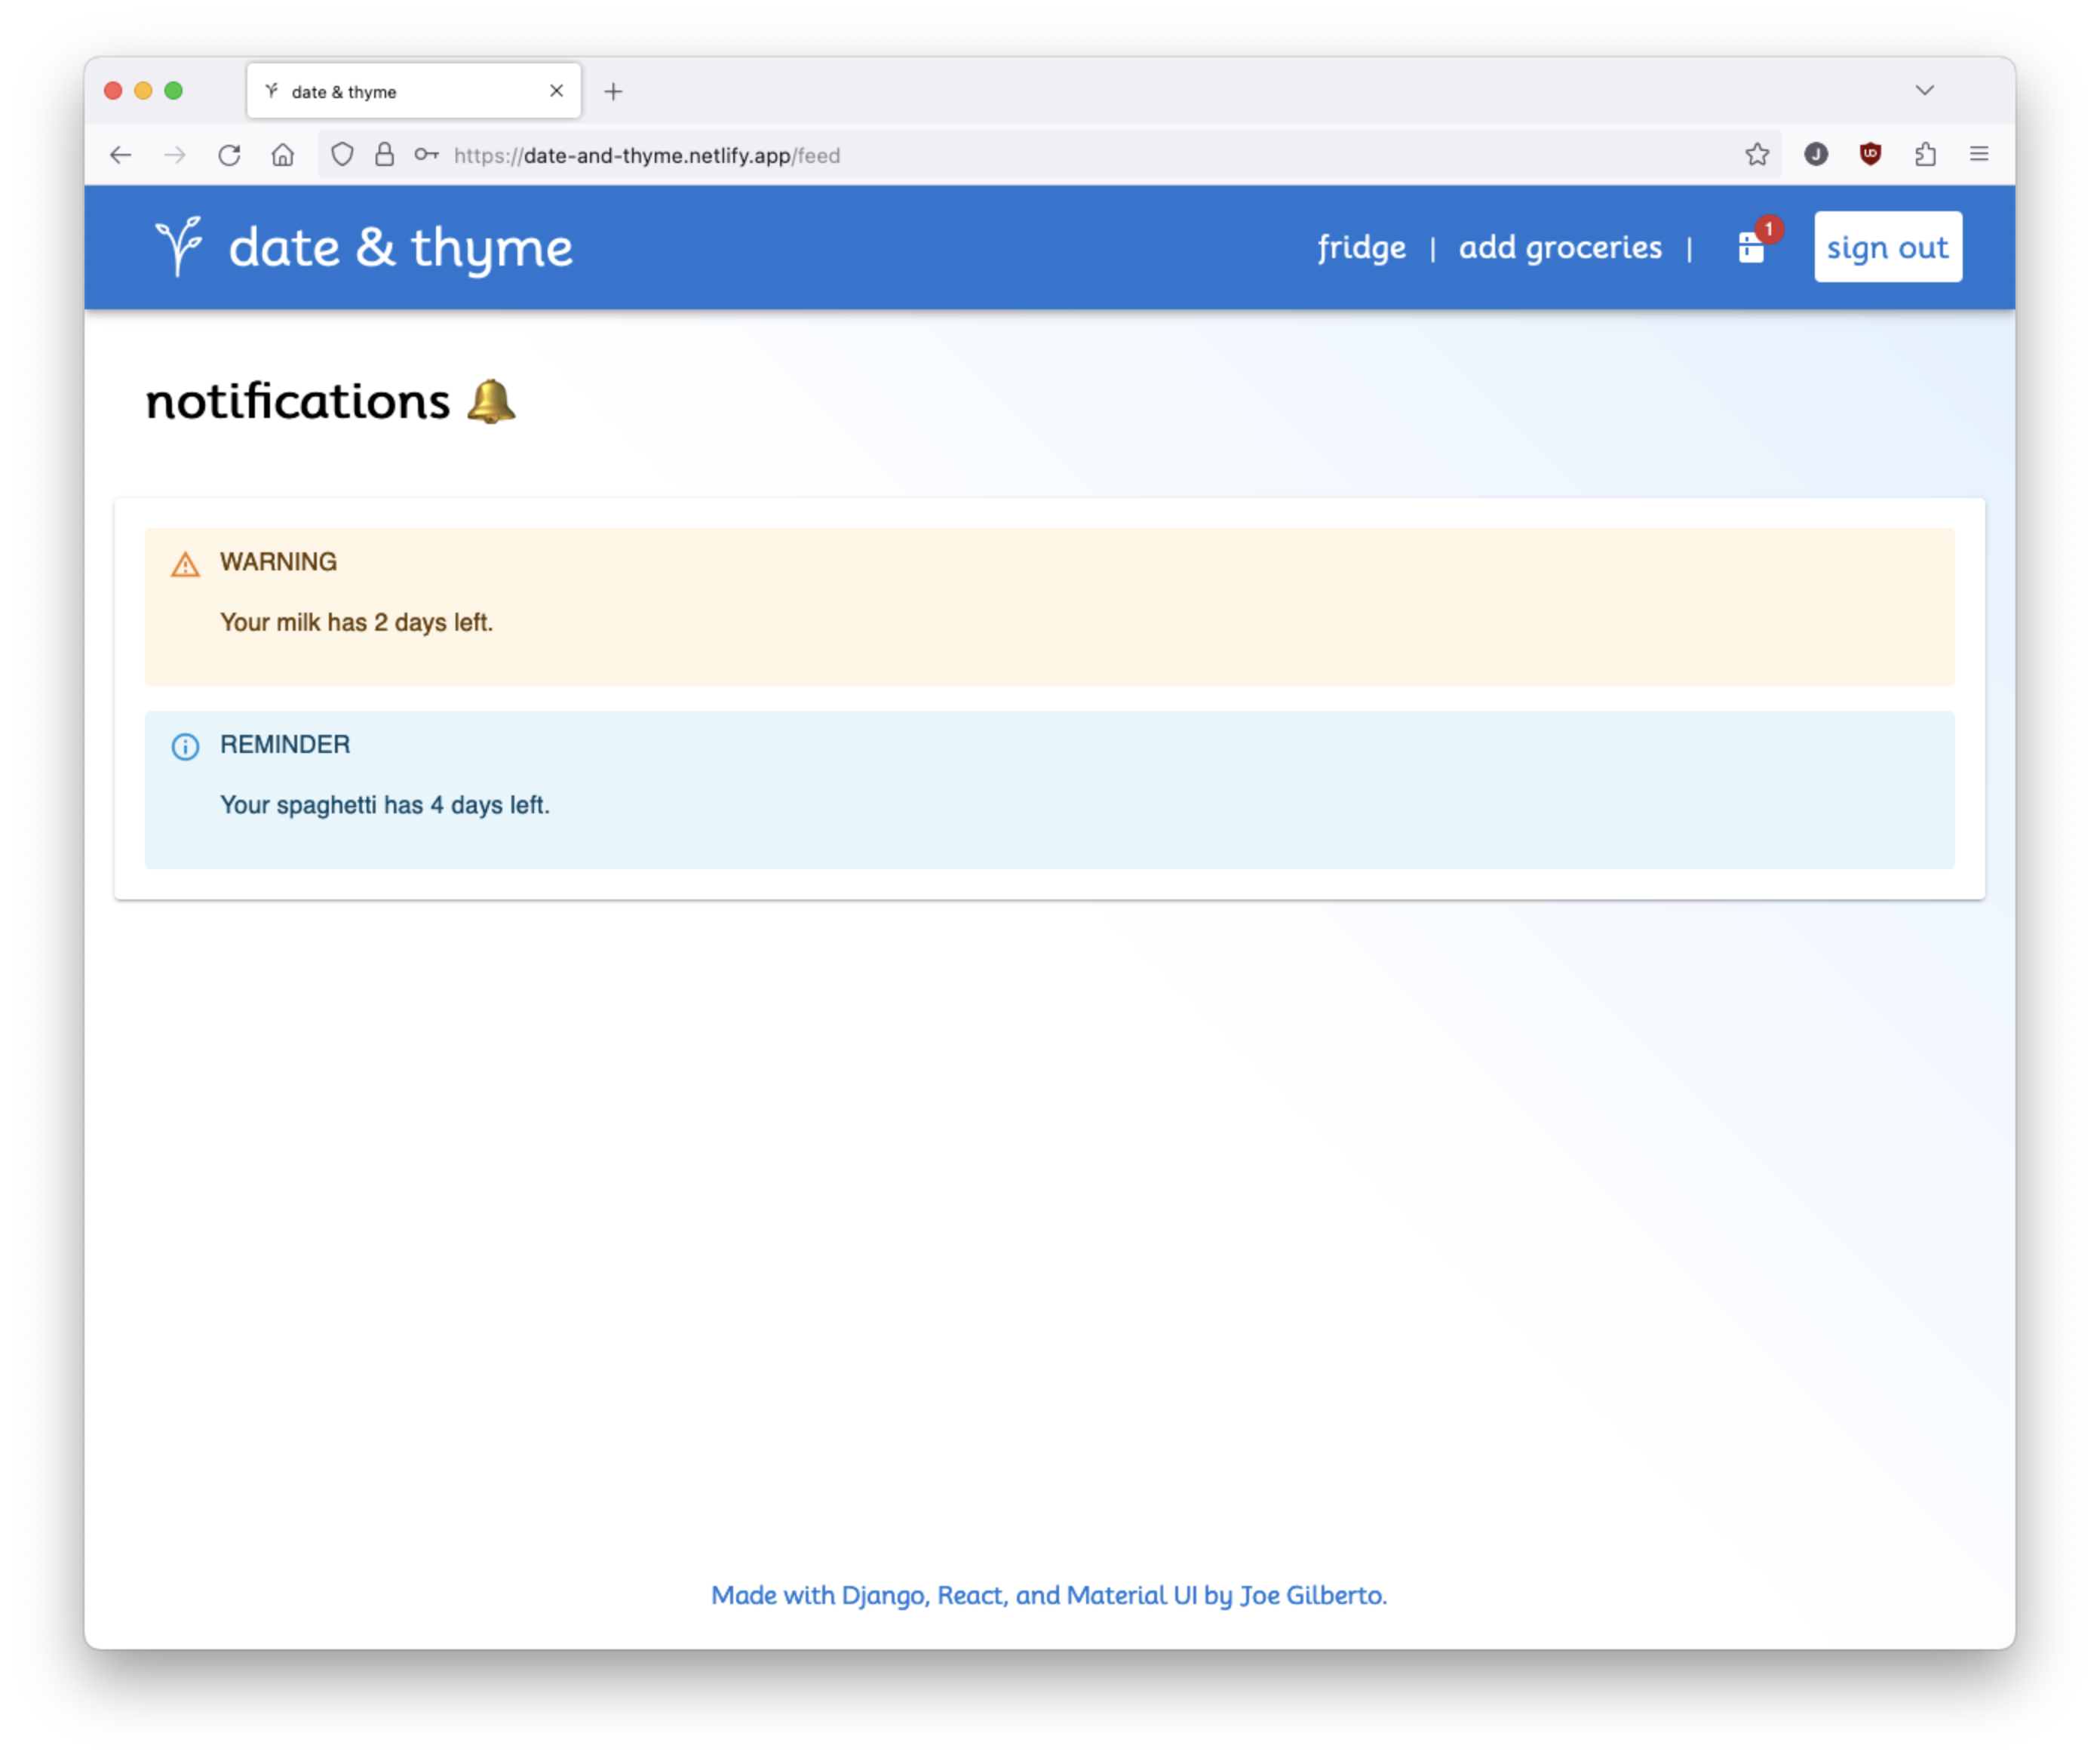 date & thyme
https://date-and-thyme.netlify.app/feed
date & thyme
fridge | add groceries | 1 sign out
notifications
WARNING
Your milk has 2 days left.
REMINDER
Your spaghetti has 4 days left.
Made with Django, React, and Material UI by Joe Gilberto.